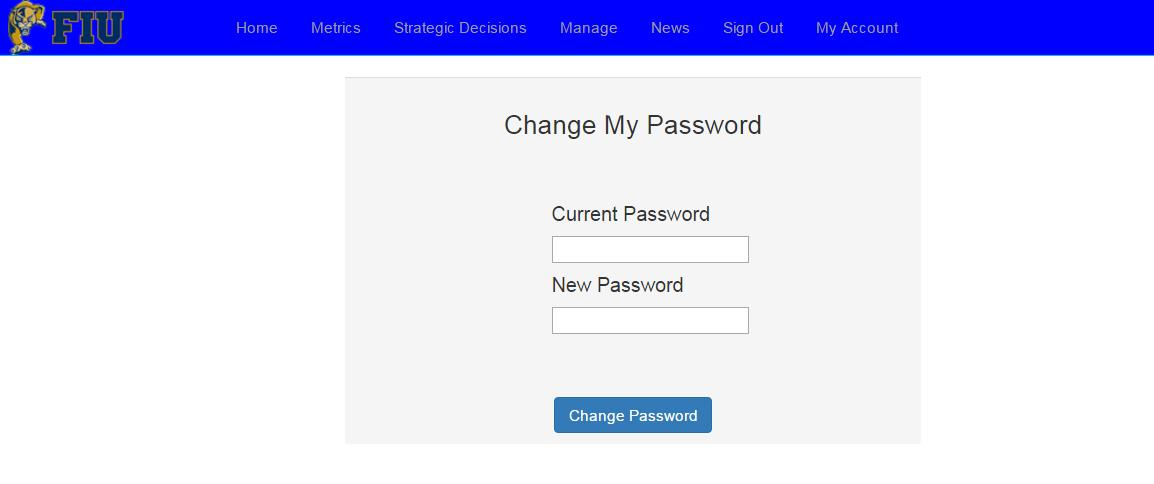 FIU
Home Metrics Strategic Decisions Manage News Sign Out My Account
Change My Password
Current Password
New Password
Change Password